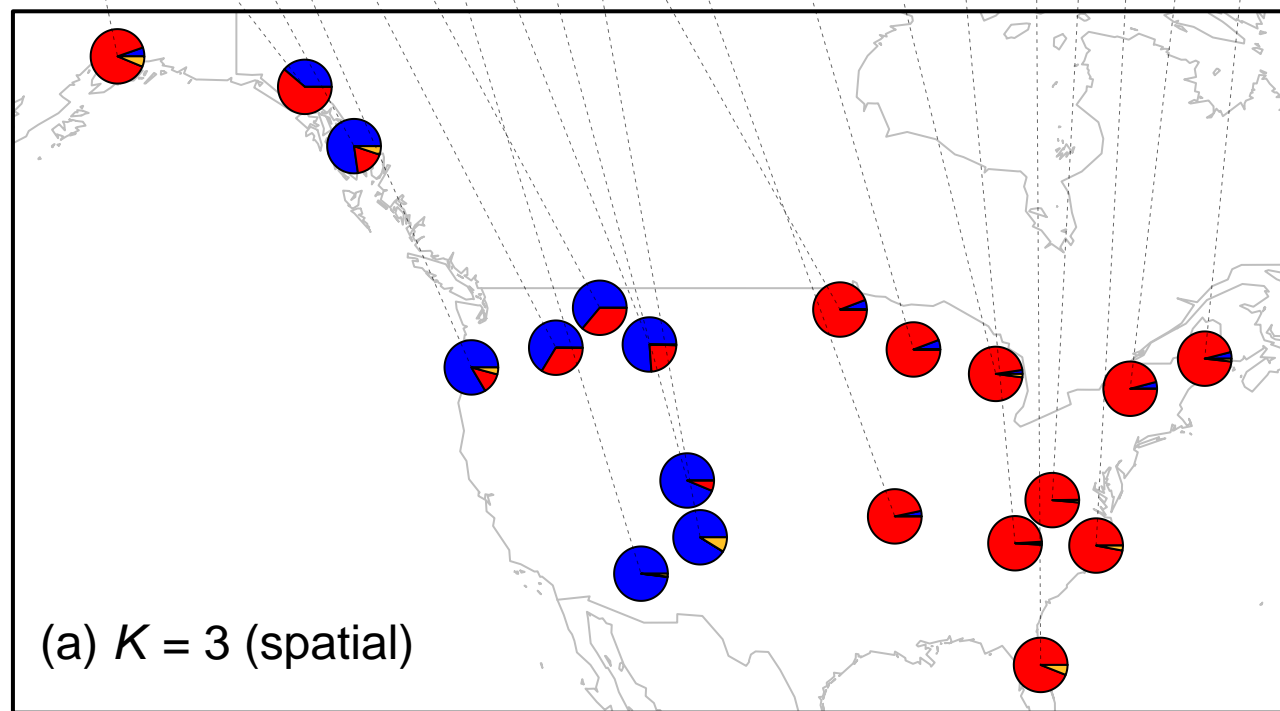 (a) K = 3 (spatial)